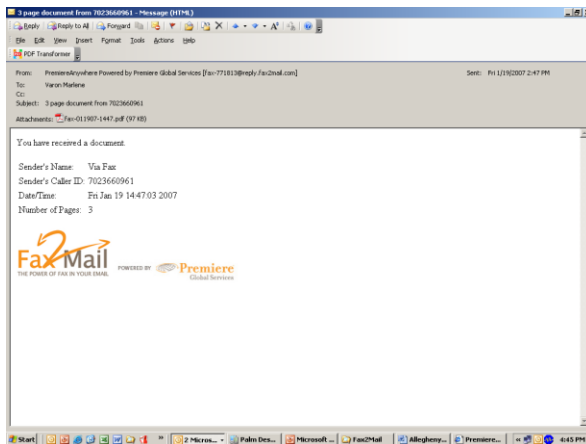 3 page document from 7023660961 - Message (HTML)
Reply Reply to All Forward
File Edit View Insert Format Tools Actions Help
PDF Transformer
From: PremiereAnywhere Powered by Premiere Global Services [fax-771813@reply.fax2mail.com] Sent: Fri 1/19/2007 2:47 PM
To: Varon Marlene
Cc:
Subject: 3 page document from 7023660961
Attachments: fax-011907-1447.pdf (97 KB)
You have received a document.
Sender's Name: Via Fax
Sender's Caller ID: 7023660961
Date/Time: Fri Jan 19 14:47:03 2007
Number of Pages: 3
Fax2Mail
THE POWER OF FAX IN YOUR EMAIL
POWERED BY Premiere
Global Services
Start 2 Micros... Palm Des... Microsoft ... Fax2Mail Allegheny... Premiere... 4:45 PM